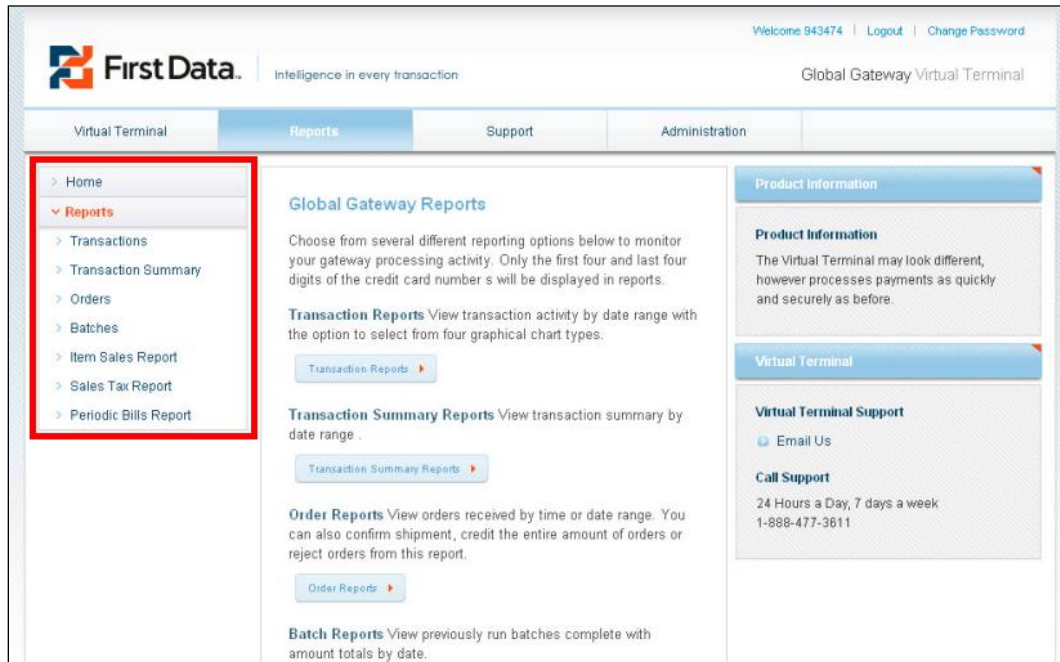 Welcome 943474 | Logout | Change Password
First Data. Intelligence in every transaction
Global Gateway Virtual Terminal
Virtual Terminal Reports Support Administration
Home
Reports
Transactions
Transaction Summary
Orders
Batches
Item Sales Report
Sales Tax Report
Periodic Bills Report
Global Gateway Reports
Choose from several different reporting options below to monitor
your gateway processing activity. Only the first four and last four
digits of the credit card number s will be displayed in reports.
Transaction Reports View transaction activity by date range with
the option to select from four graphical chart types.
Transaction Reports
Transaction Summary Reports View transaction summary by
date range .
Transaction Summary Reports
Order Reports View orders received by time or date range. You
can also confirm shipment, credit the entire amount of orders or
reject orders from this report.
Order Reports
Batch Reports View previously run batches complete with
amount totals by date.
Product Information
Product Information
The Virtual Terminal may look different,
however processes payments as quickly
and securely as before.
Virtual Terminal
Virtual Terminal Support
Email Us
Call Support
24 Hours a Day, 7 days a week
1-888-477-3611